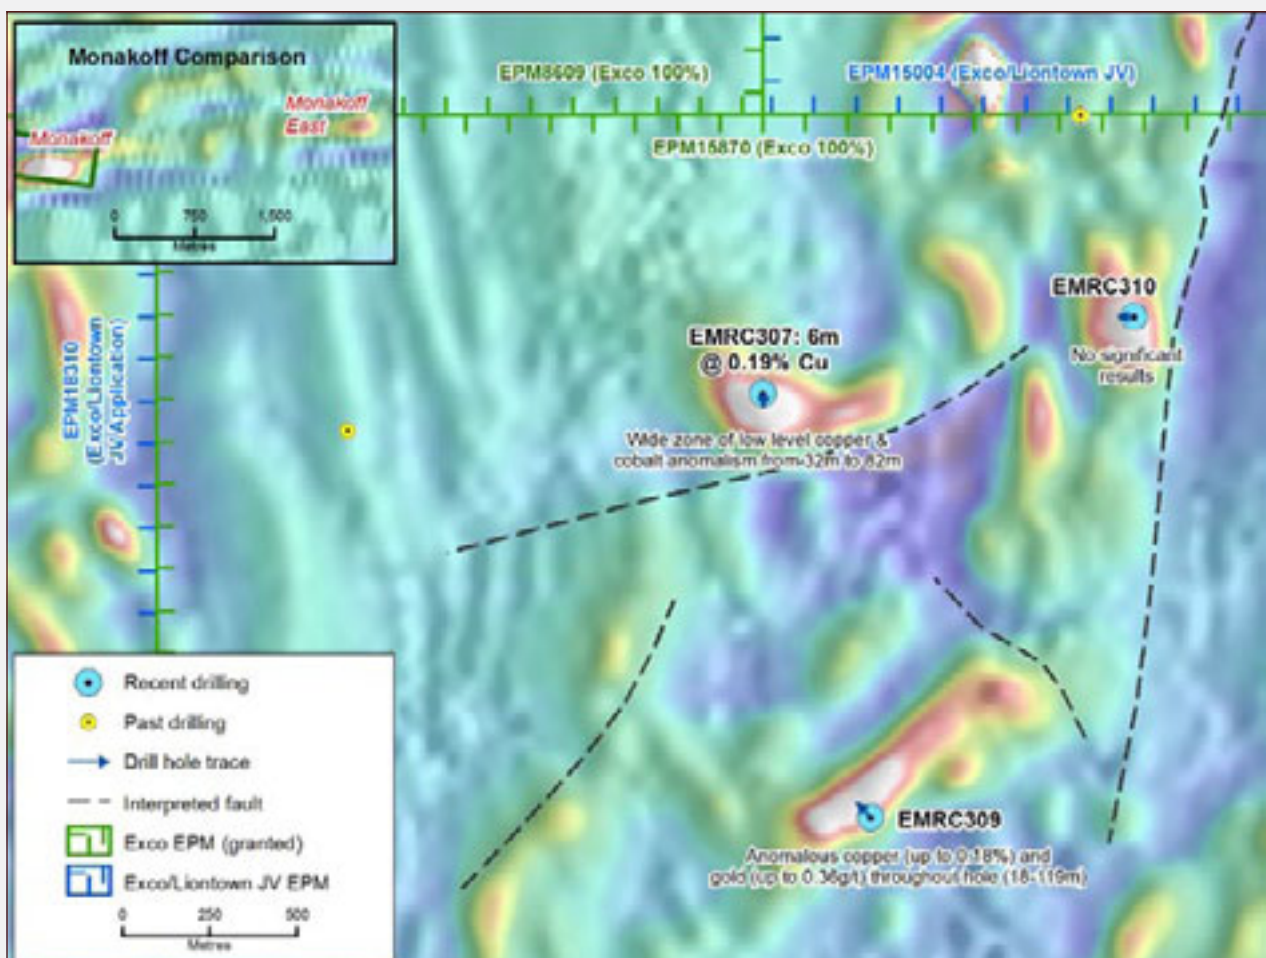 Monakoff Comparison
Monakoff
East
Monakoff
0 750 1,500
Metres
EPM8609 (Exco 100%)
EPM15004 (Exco/Liontown JV)
EPM15870 (Exco 100%)
EPM18310
(Exco/Liontown
JV Application)
EMRC310
No significant
results
EMRC307: 6m
@ 0.19% Cu
Wide zone of low level copper &
cobalt anomalism from 32m to 82m
EMRC309
Anomalous copper (up to 0.18%) and
gold (up to 0.36g/t) throughout hole (18-119m)
Recent drilling
Past drilling
Drill hole trace
Interpreted fault
Exco EPM (granted)
Exco/Liontown JV EPM
0 250 500
Metres